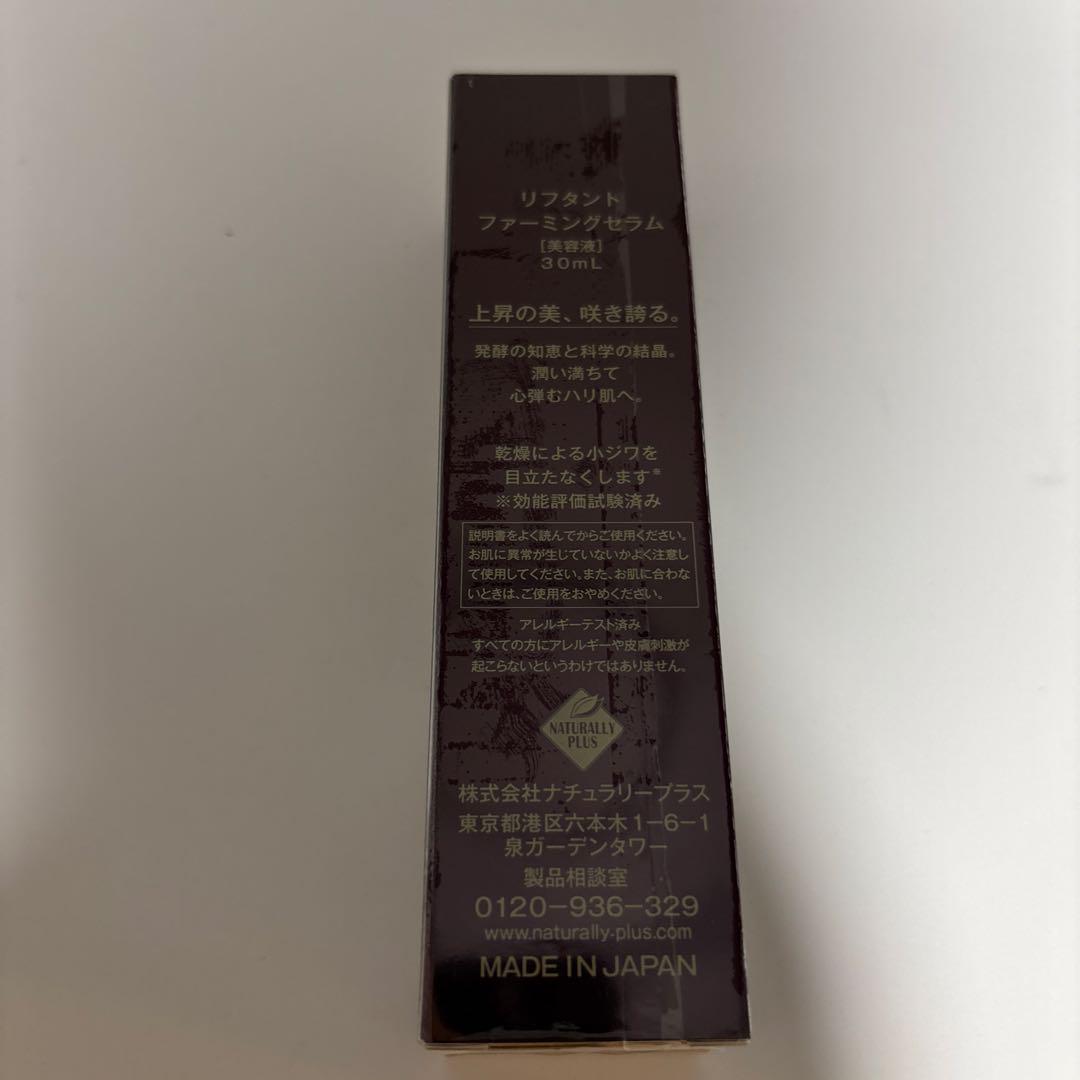 リフタント
ファーミングセラム
[美容液]
30mL
上昇の美、咲き誇る。
発酵の知恵と科学の結晶。
潤い満ちて
心弾むハリ肌へ。
乾燥による小ジワを
目立たなくします※
※効能評価試験済み
説明書をよく読んでからご使用ください。
お肌に異常が生じていないかよく注意し
て使用してください。また、お肌に合わな
いときは、ご使用をおやめください。
アレルギーテスト済み
すべての方にアレルギーや皮膚刺激が
起こらないというわけではありません。
NATURALLY
PLUS
株式会社ナチュラリープラス
東京都港区六本木1-6-1
泉ガーデンタワー
製品相談室
0120-936-329
www.naturally-plus.com
MADE IN JAPAN